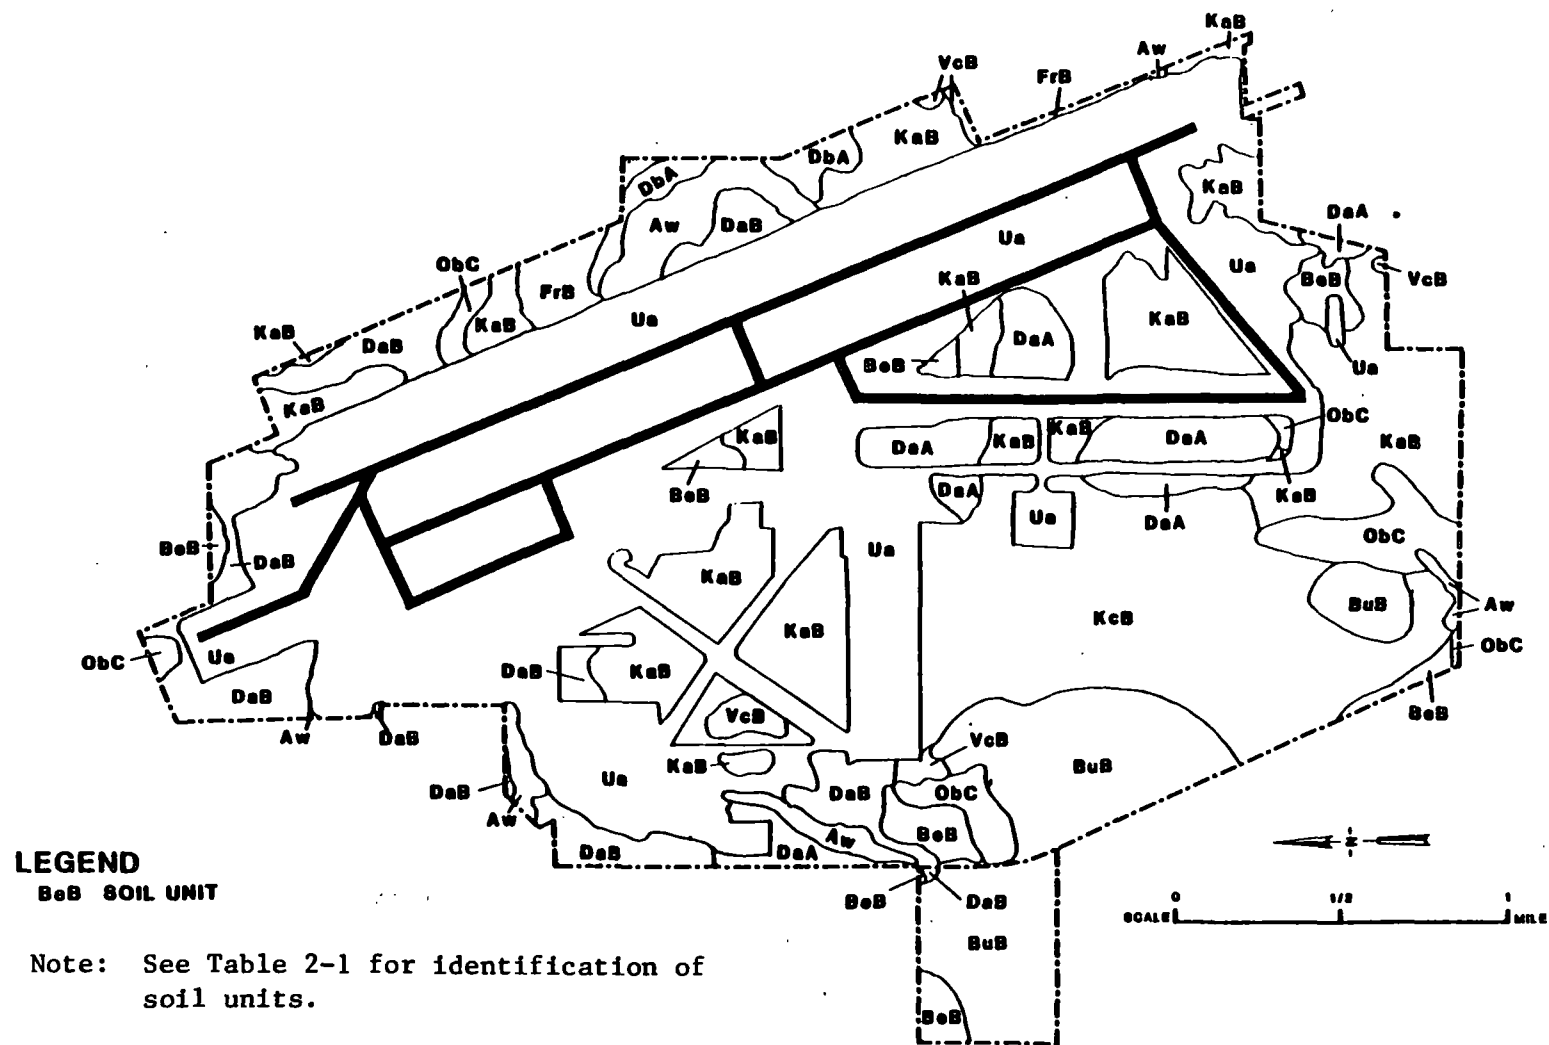 KaB
Aw
VcB
FrB
KaB
DbA
DbA
KaB
DaA
Aw
DaB
Ua
Ua
ObC
KaB
BeB
VcB
FrB
KaB
Ua
KaB
KaB
DaB
DaA
BeB
Ua
KaB
ObC
KaB
DaA
KaB
KaB
DaA
KaB
BeB
DaA
KaB
Ua
DaA
ObC
BeB
DaB
Ua
KaB
BuB
Aw
KaB
KcB
ObC
Ua
DaB
KaB
ObC
DaB
VcB
BeB
Aw
DaB
VcB
KaB
BuB
Ua
DaB
DaB
ObC
Aw
Aw
BeB
DaB
DaA
LEGEND
BeB SOIL UNIT
BeB
DaB
N
0 1/2 1
SCALE MILE
BuB
Note: See Table 2-1 for identification of
soil units.
BeB